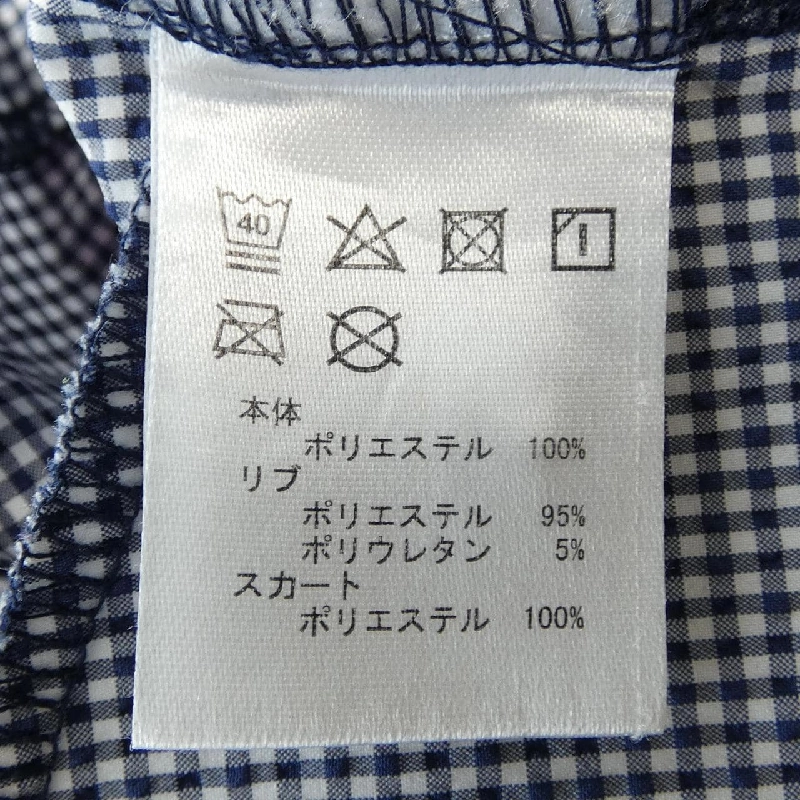 40
本体
ポリエステル 100%
リブ
ポリエステル 95%
ポリウレタン 5%
スカート
ポリエステル 100%